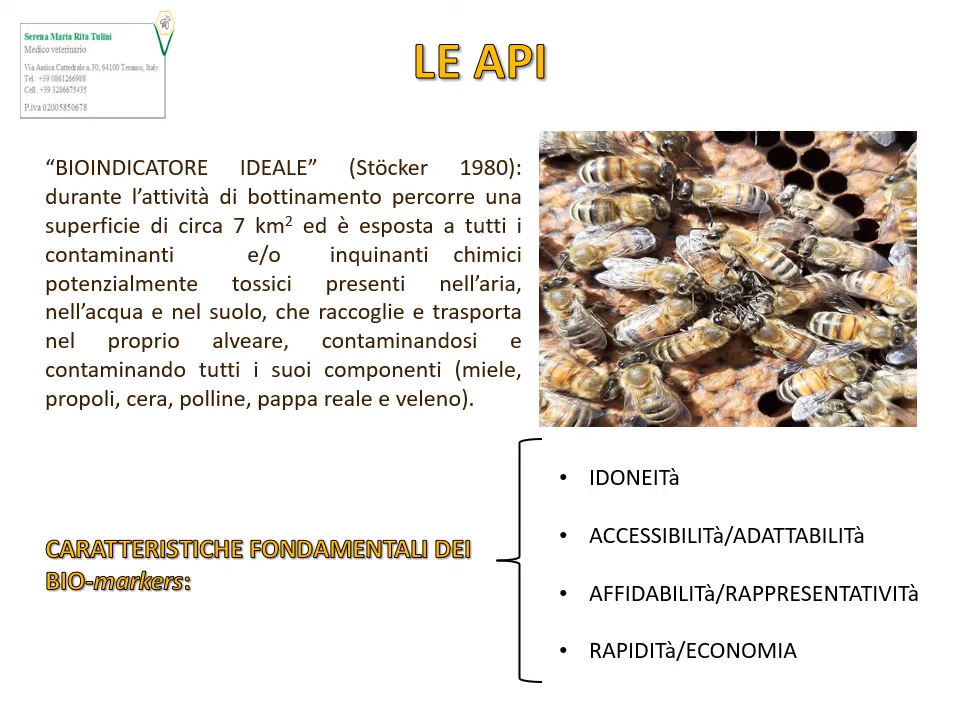 Serena Maria Rita Tulini
Medico veterinario
Via Antica Cattedrale n.30, 64100 Teramo, Italy.
Tel. +39 0861266988
Cell. +39 3286675435
P.iva 02005850678
LE API
“BIOINDICATORE IDEALE” (Stöcker 1980):
durante l’attività di bottinamento percorre una
superficie di circa 7 km² ed è esposta a tutti i
contaminanti e/o inquinanti chimici
potenzialmente tossici presenti nell’aria,
nell’acqua e nel suolo, che raccoglie e trasporta
nel proprio alveare, contaminandosi e
contaminando tutti i suoi componenti (miele,
propoli, cera, polline, pappa reale e veleno).
CARATTERISTICHE FONDAMENTALI DEI
BIO-markers:
• IDONEITà
• ACCESSIBILITà/ADATTABILITà
• AFFIDABILITà/RAPPRESENTATIVITà
• RAPIDITà/ECONOMIA